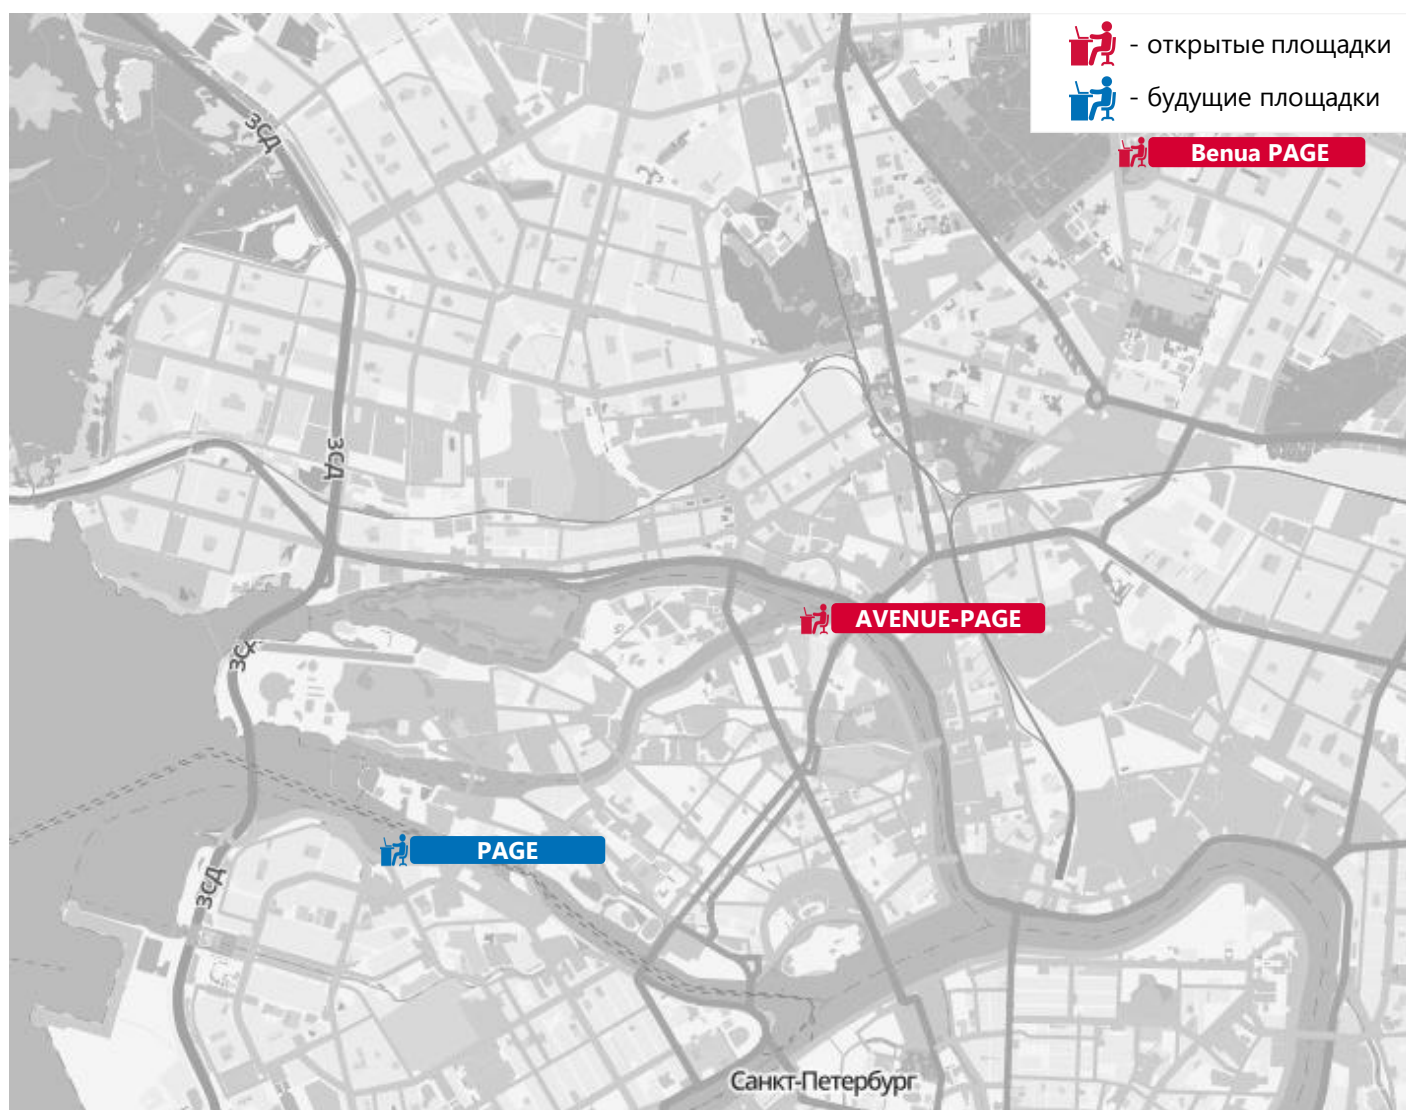 - открытые площадки
- будущие площадки
ЗСД
Benua PAGE
ЗСД
AVENUE-PAGE
ЗСД
PAGE
ЗСД
Санкт-Петербург